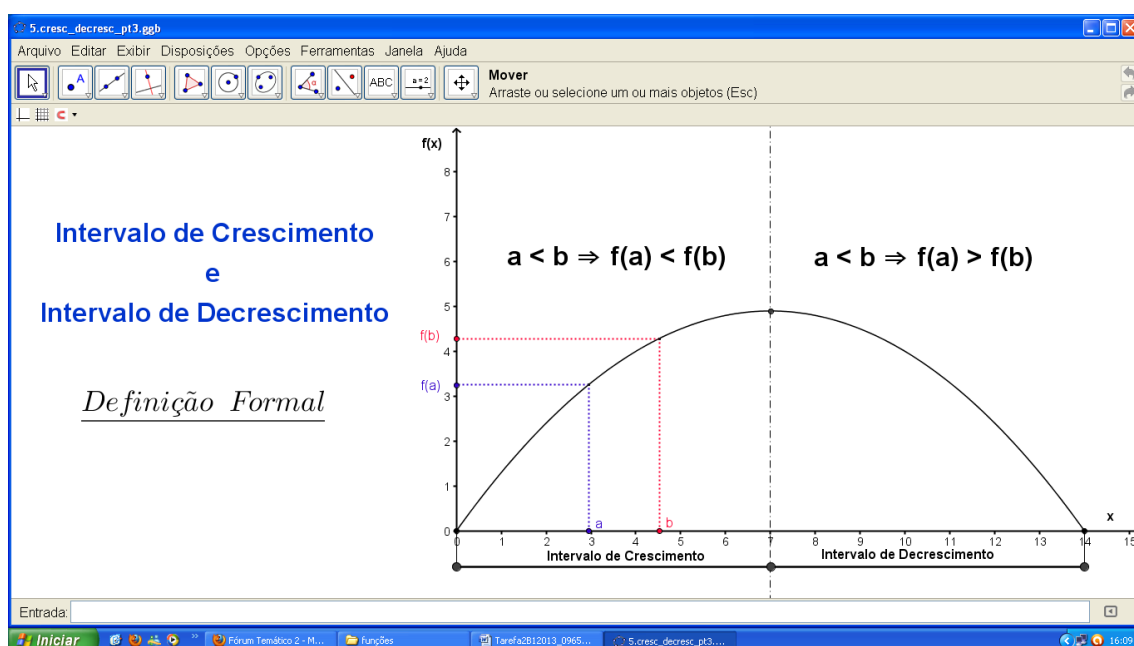 5.cresc_decresc_pt3.ggb
Arquivo Editar Exibir Disposições Opções Ferramentas Janela Ajuda
A
ABC
a=2
Mover
Arraste ou selecione um ou mais objetos (Esc)
Intervalo de Crescimento
e
Intervalo de Decrescimento
Definição Formal
f(x)
8
7
6
5
4
3
2
1
0
a < b ⇒ f(a) < f(b)
a < b ⇒ f(a) > f(b)
f(b)
f(a)
a
b
x
0 1 2 3 4 5 6 7 8 9 10 11 12 13 14 15
Intervalo de Crescimento
Intervalo de Decrescimento
Entrada:
Iniciar
Fórum Temático 2 - M...
funções
Tarefa2B12013_0965...
5.cresc_decresc_pt3....
16:09